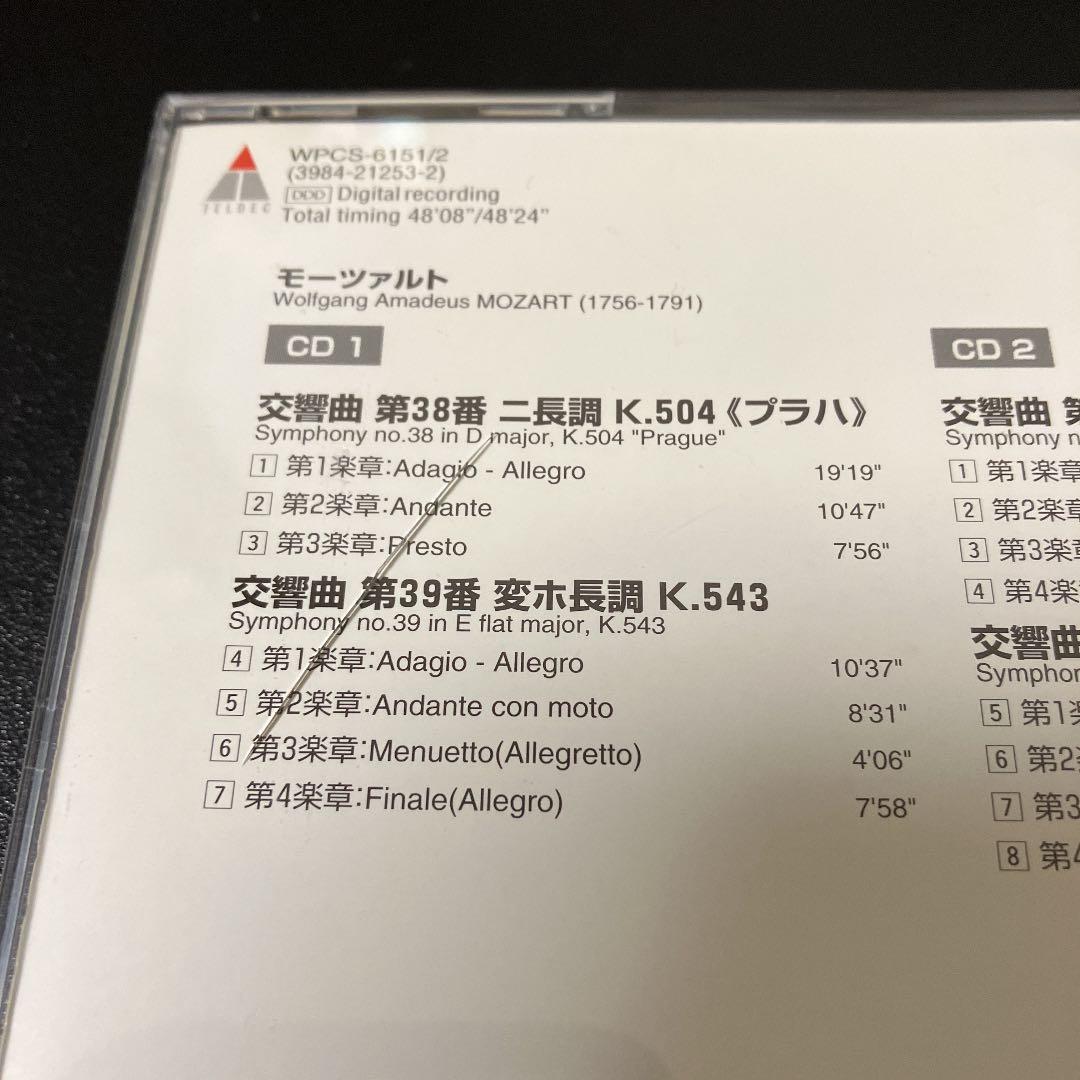 WPCS-6151/2
(3984-21253-2)
DDD Digital recording
Total timing 48'08"/48'24"
TELDEC
モーツァルト
Wolfgang Amadeus MOZART (1756-1791)
CD 1
交響曲 第38番 ニ長調 K.504《プラハ》
Symphony no.38 in D major, K.504 "Prague"
1 第1楽章:Adagio - Allegro 19'19"
2 第2楽章:Andante 10'47"
3 第3楽章:Presto 7'56"
交響曲 第39番 変ホ長調 K.543
Symphony no.39 in E flat major, K.543
4 第1楽章:Adagio - Allegro 10'37"
5 第2楽章:Andante con moto 8'31"
6 第3楽章:Menuetto(Allegretto) 4'06"
7 第4楽章:Finale(Allegro) 7'58"
CD 2
交響曲
Symphony
1 第1楽章
2 第2楽章
3 第3楽章
4 第4楽
交響曲
5 第1
6 第2
7 第3
8 第4